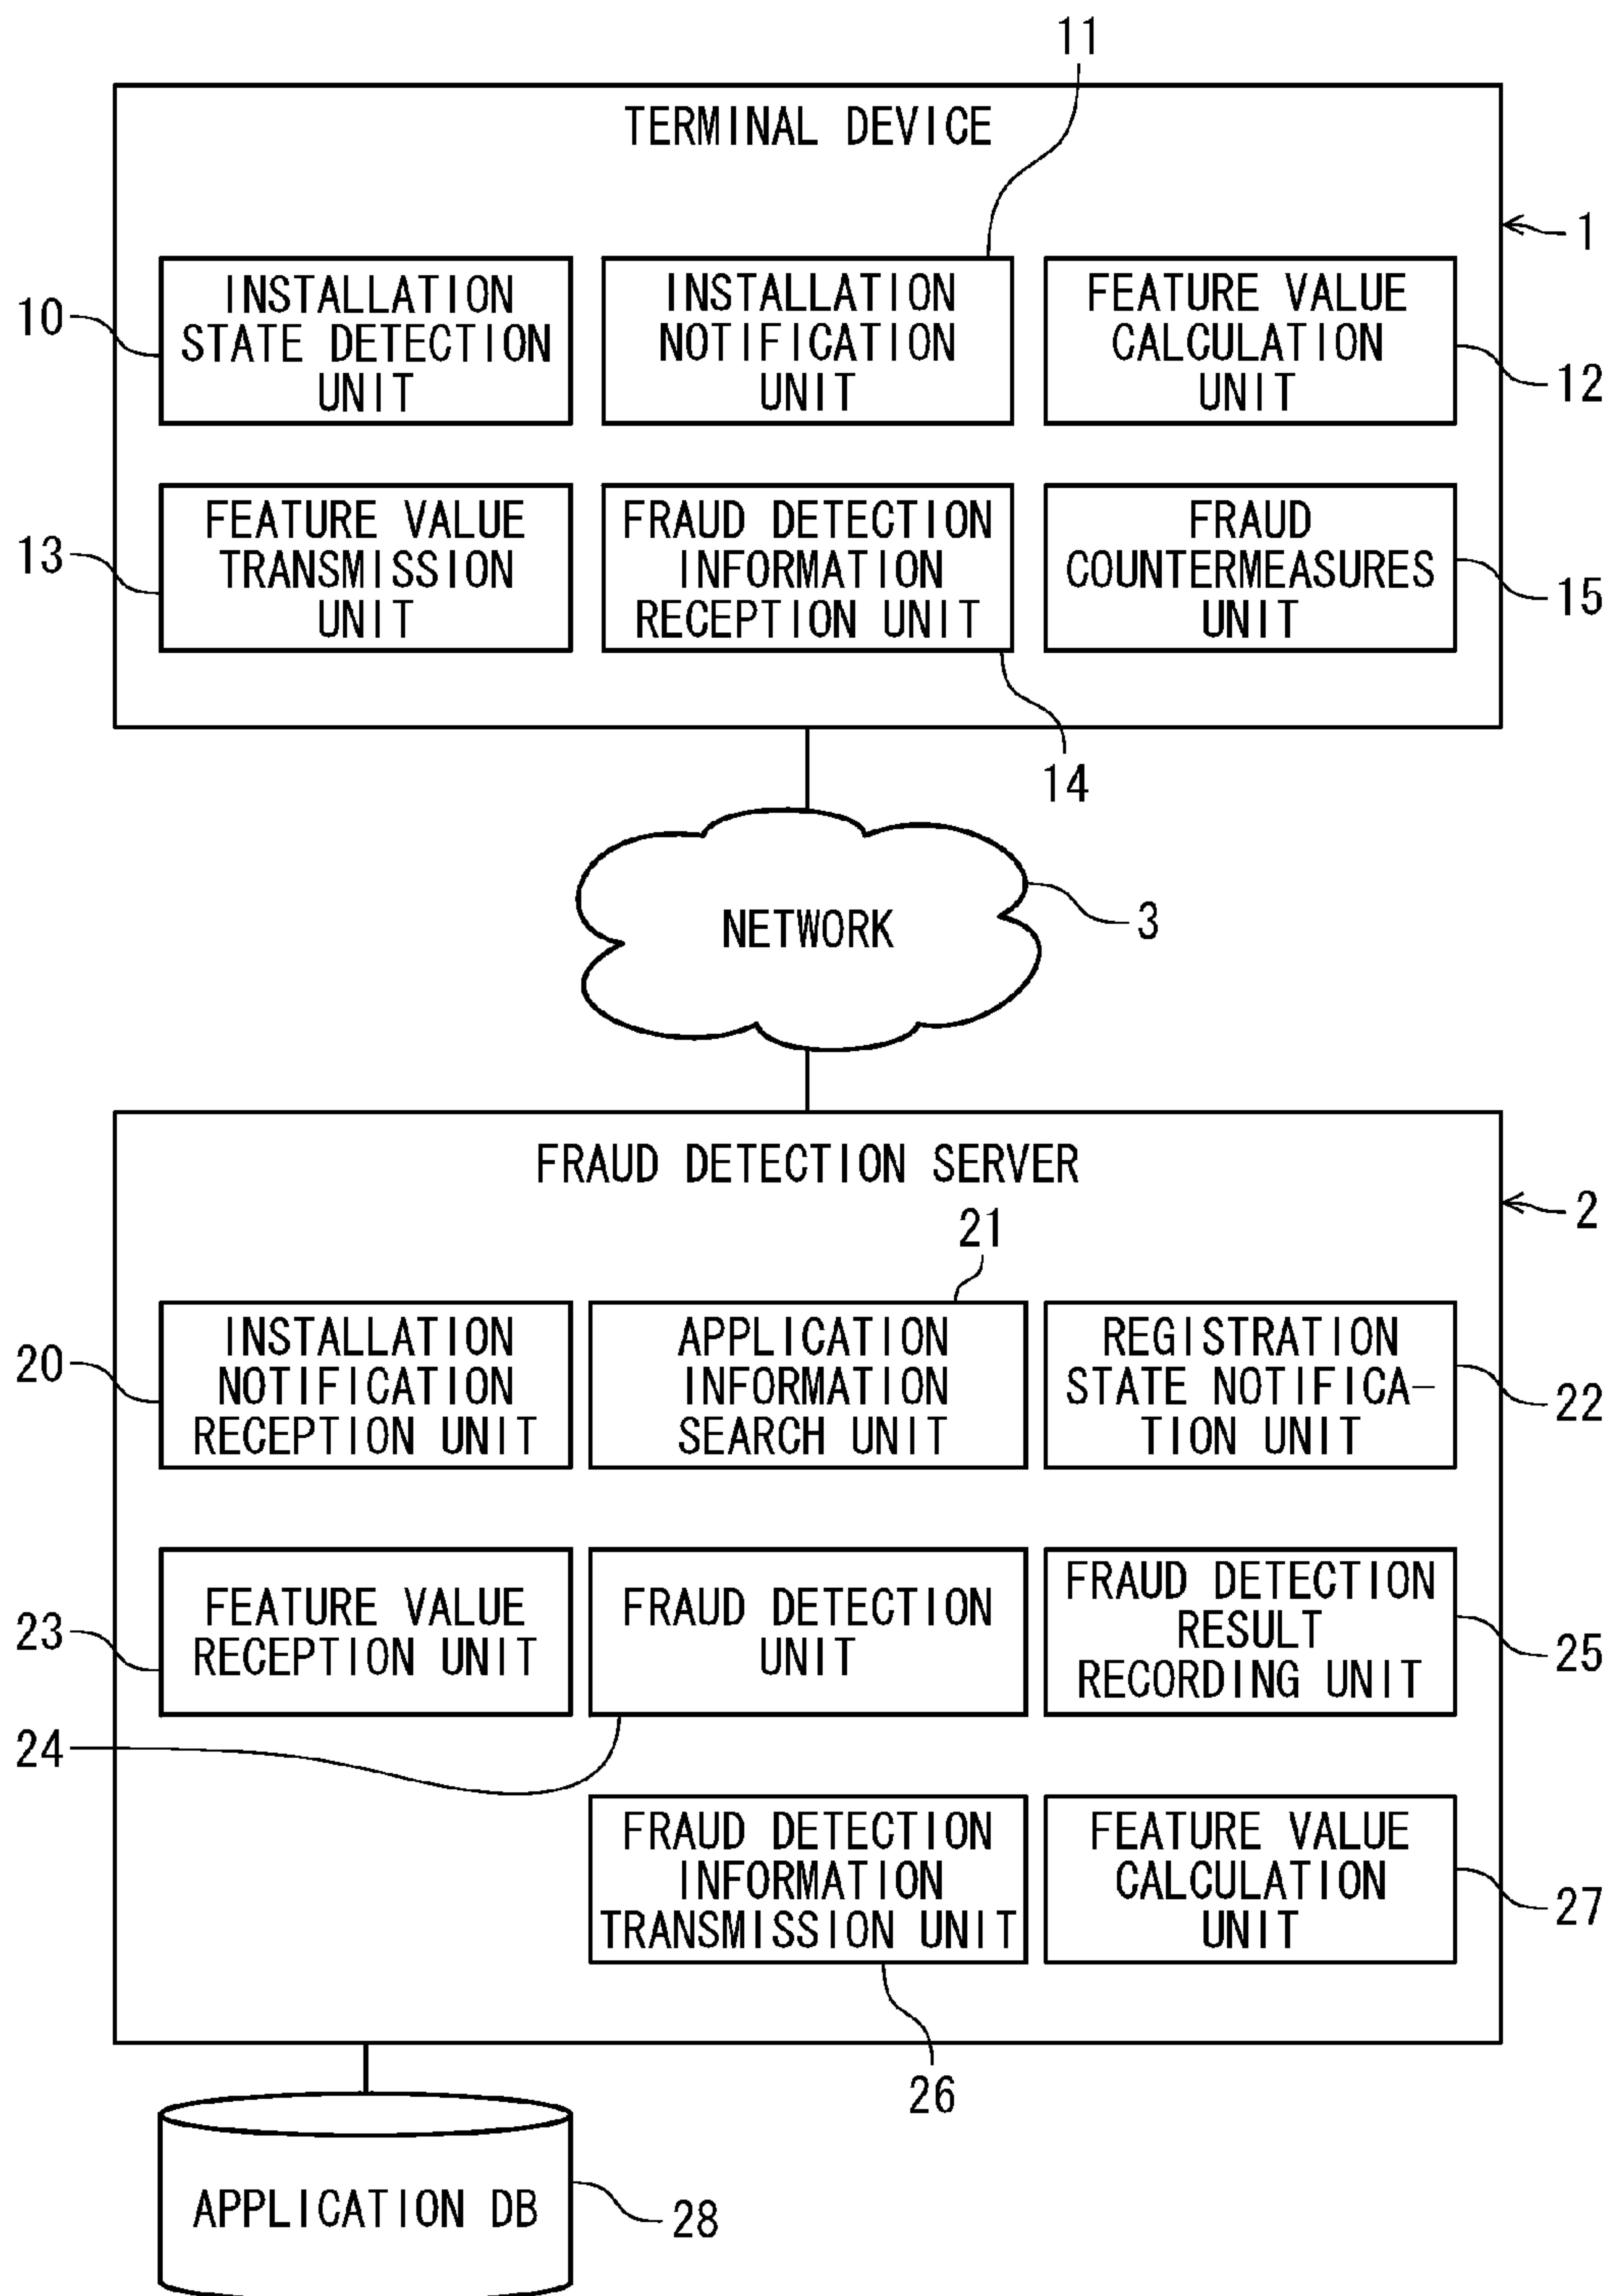 11
TERMINAL DEVICE
1
10
INSTALLATION
STATE DETECTION
UNIT
INSTALLATION
NOTIFICATION
UNIT
FEATURE VALUE
CALCULATION
UNIT
12
13
FEATURE VALUE
TRANSMISSION
UNIT
FRAUD DETECTION
INFORMATION
RECEPTION UNIT
FRAUD
COUNTERMEASURES
UNIT
15
14
NETWORK
3
FRAUD DETECTION SERVER
2
21
20
INSTALLATION
NOTIFICATION
RECEPTION UNIT
APPLICATION
INFORMATION
SEARCH UNIT
REGISTRATION
STATE NOTIFICA-
TION UNIT
22
23
FEATURE VALUE
RECEPTION UNIT
FRAUD DETECTION
UNIT
FRAUD DETECTION
RESULT
RECORDING UNIT
25
24
FRAUD DETECTION
INFORMATION
TRANSMISSION UNIT
FEATURE VALUE
CALCULATION
UNIT
27
26
APPLICATION DB
28